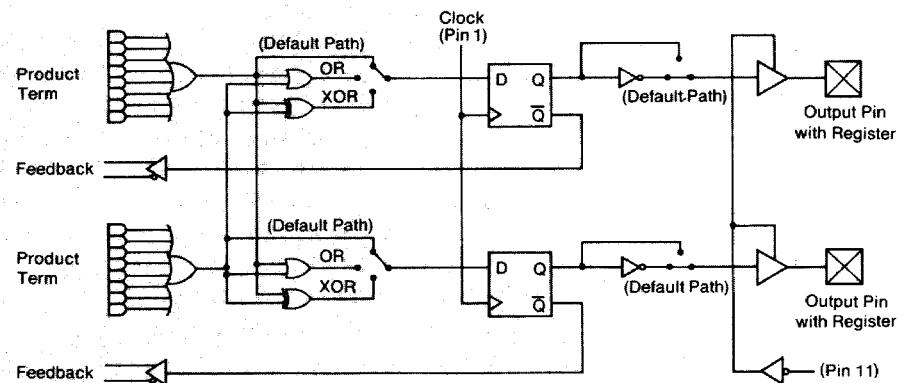 Clock
(Pin 1)
(Default Path)
OR
XOR
Product
Term
D Q
Q
(Default Path)
Output Pin
with Register
Feedback
(Default Path)
OR
XOR
Product
Term
D Q
Q
(Default Path)
Output Pin
with Register
Feedback
(Pin 11)